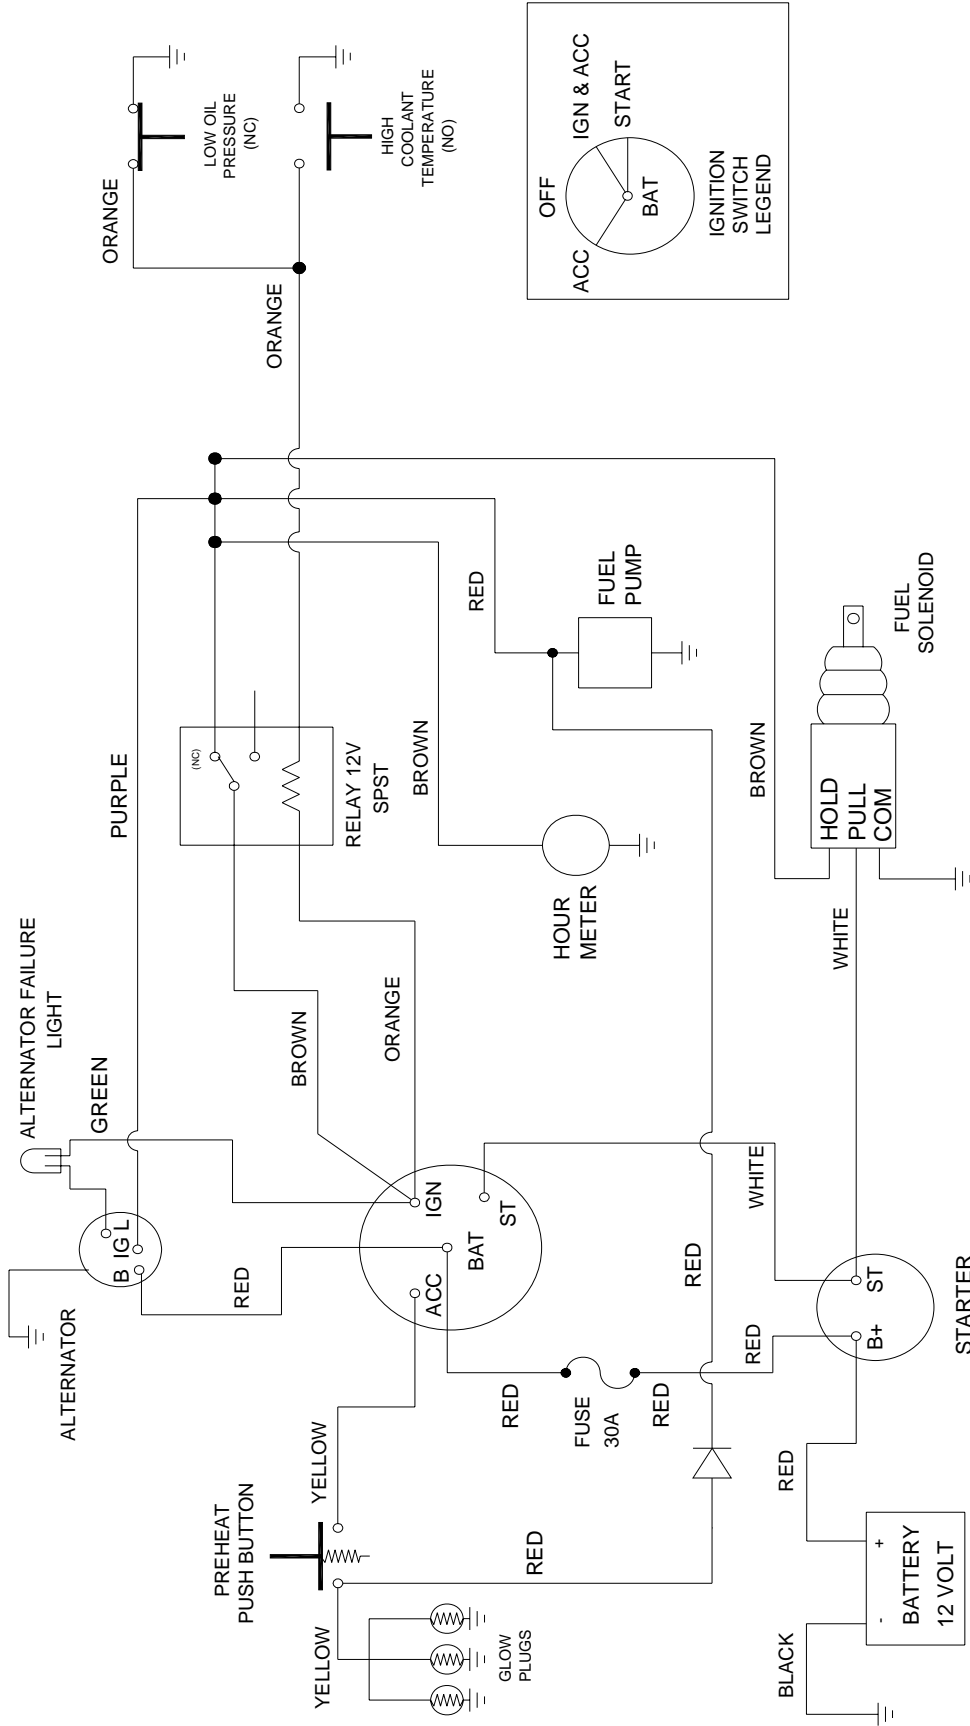 ALTERNATOR FAILURE
LIGHT
GREEN
PURPLE
ORANGE
LOW OIL
PRESSURE
(NC)
ORANGE
HIGH
COOLANT
TEMPERATURE
(NO)
ALTERNATOR
B
IG
L
RED
BROWN
ORANGE
(NC)
RELAY 12V
SPST
BROWN
RED
PREHEAT
PUSH BUTTON
YELLOW
YELLOW
GLOW
PLUGS
RED
ACC
BAT
IGN
ST
RED
FUSE
30A
RED
RED
RED
WHITE
HOUR
METER
FUEL
PUMP
BLACK
BATTERY
12 VOLT
-
+
RED
B+
ST
STARTER
WHITE
BROWN
HOLD
PULL
COM
FUEL
SOLENOID
ACC
OFF
IGN & ACC
START
BAT
IGNITION
SWITCH
LEGEND